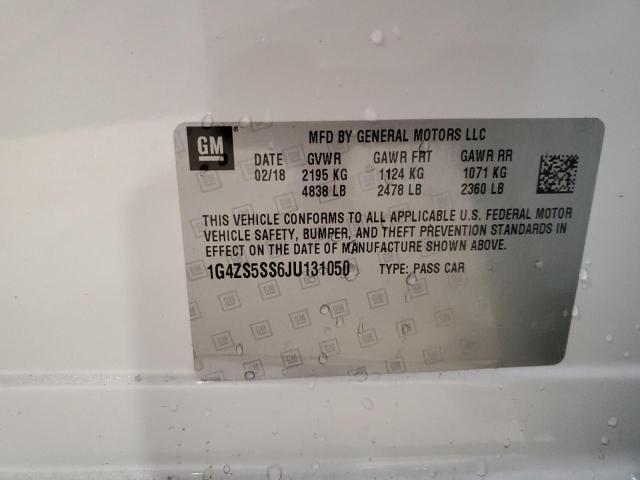 GM
MFD BY GENERAL MOTORS LLC
DATE GVWR GAWR FRT GAWR RR
02/18 2195 KG 1124 KG 1071 KG
4838 LB 2478 LB 2360 LB
THIS VEHICLE CONFORMS TO ALL APPLICABLE U.S. FEDERAL MOTOR
VEHICLE SAFETY, BUMPER, AND THEFT PREVENTION STANDARDS IN
EFFECT ON THE DATE OF MANUFACTURE SHOWN ABOVE.
1G4ZS5SS6JU131050 TYPE: PASS CAR